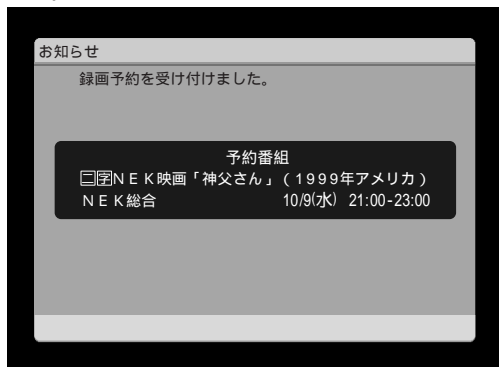 お知らせ
録画予約を受け付けました。
予約番組
二字NEK映画「神父さん」(1999年アメリカ)
NEK総合 10/9(水) 21:00-23:00